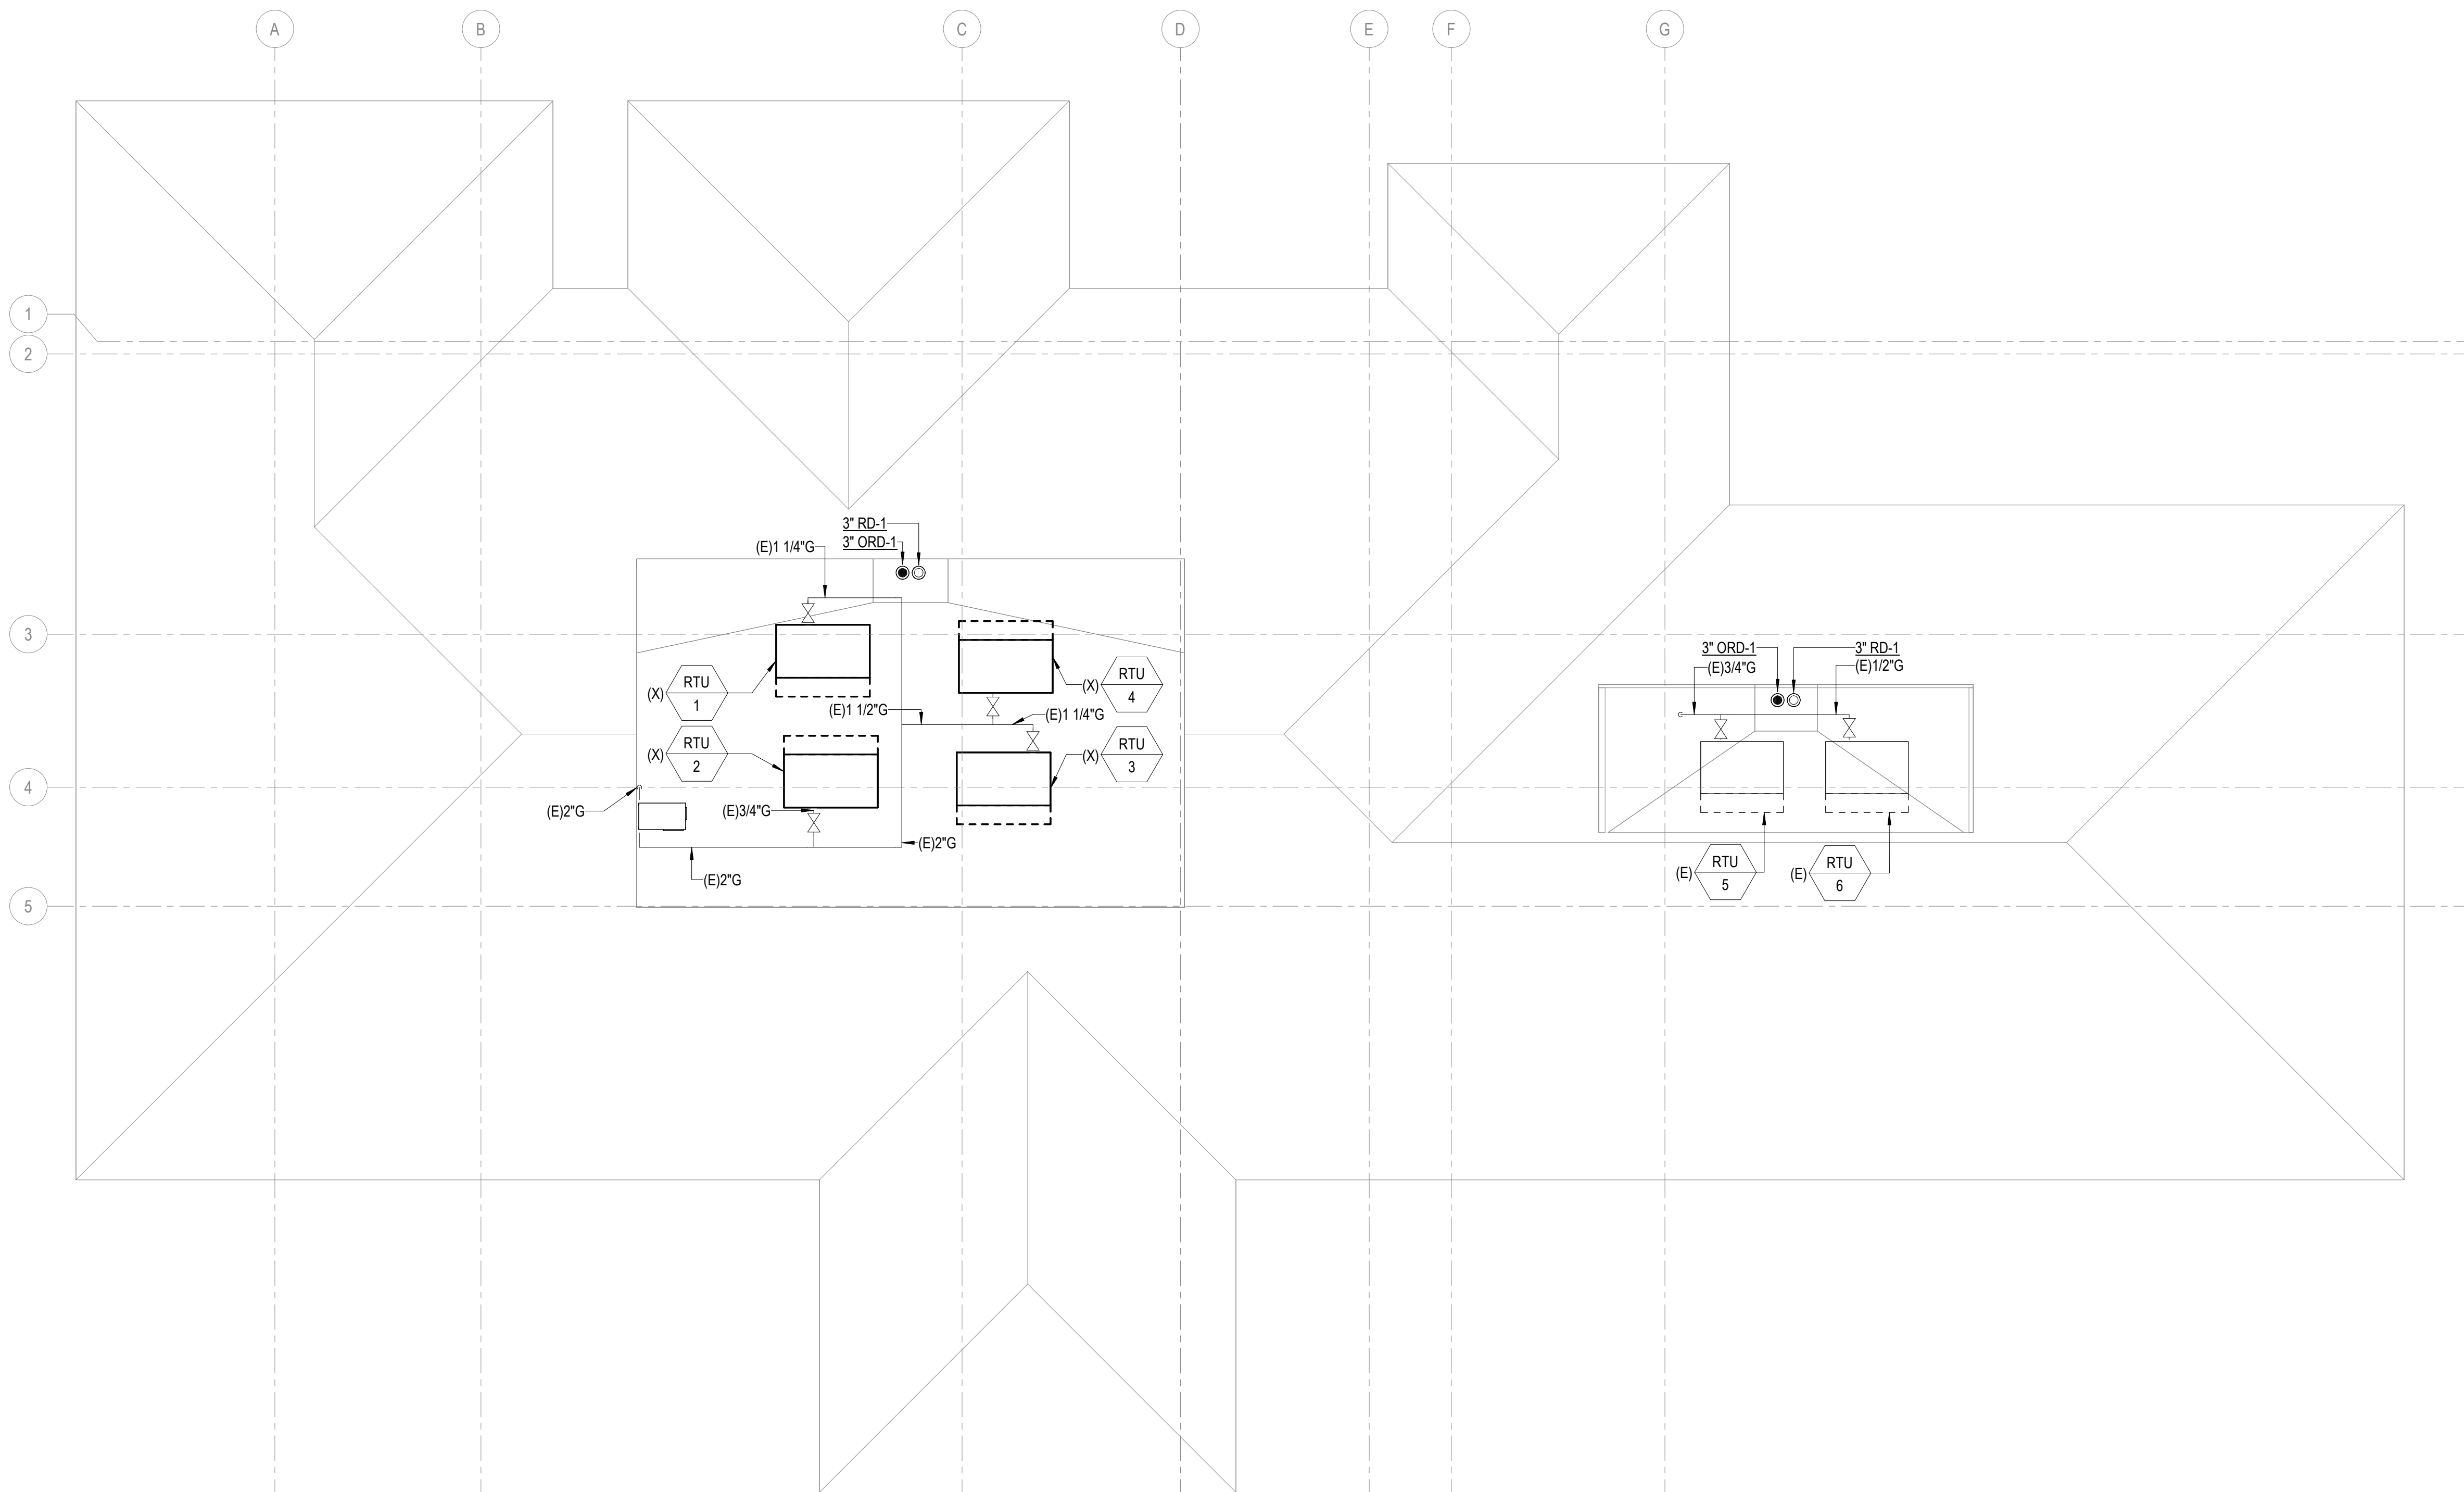 A
B
C
D
E
F
G
1
2
3
4
5
3" RD-1
3" ORD-1
(E)1 1/4"G
(X)
RTU
1
(X)
RTU
4
(E)1 1/2"G
(E)1 1/4"G
(X)
RTU
2
(X)
RTU
3
(E)2"G
(E)3/4"G
(E)2"G
(E)2"G
3" ORD-1
3" RD-1
(E)3/4"G
(E)1/2"G
(E)
RTU
5
(E)
RTU
6